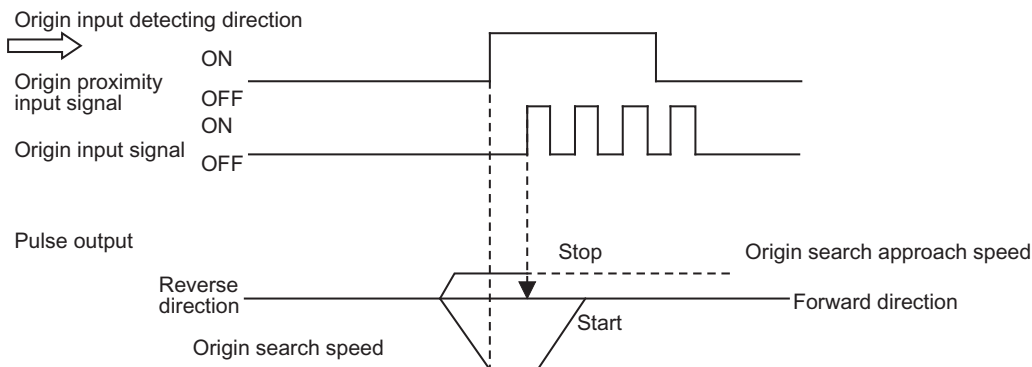 Origin input detecting direction
ON
Origin proximity
input signal
OFF
ON
Origin input signal
OFF
Pulse output
Stop
Origin search approach speed
Reverse
direction
Forward direction
Start
Origin search speed